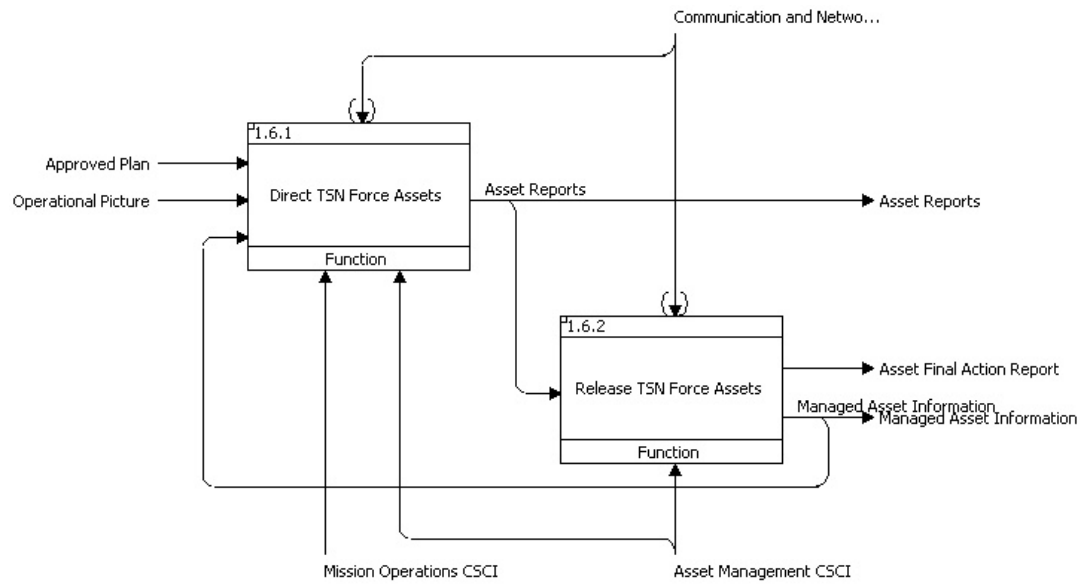 Communication and Netwo...
1.6.1
Approved Plan
Direct TSN Force Assets
Asset Reports
Operational Picture
Asset Reports
Function
1.6.2
Asset Final Action Report
Release TSN Force Assets
Managed Asset Information
Managed Asset Information
Function
Mission Operations CSCI
Asset Management CSCI